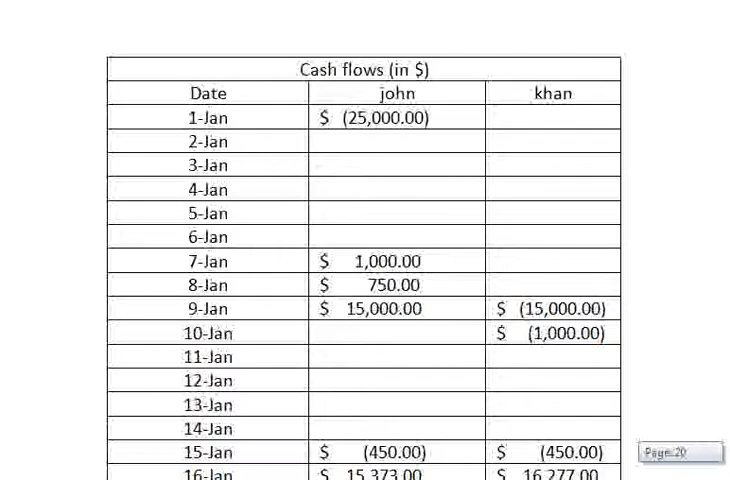 Cash flows (in $)
Date john khan
1-Jan $ (25,000.00)
2-Jan
3-Jan
4-Jan
5-Jan
6-Jan
7-Jan $ 1,000.00
8-Jan $ 750.00
9-Jan $ 15,000.00 $ (15,000.00)
10-Jan $ (1,000.00)
11-Jan
12-Jan
13-Jan
14-Jan
15-Jan $ (450.00) $ (450.00)
16-Jan $ 15,373.00 $ 16,277.00
Page: 20